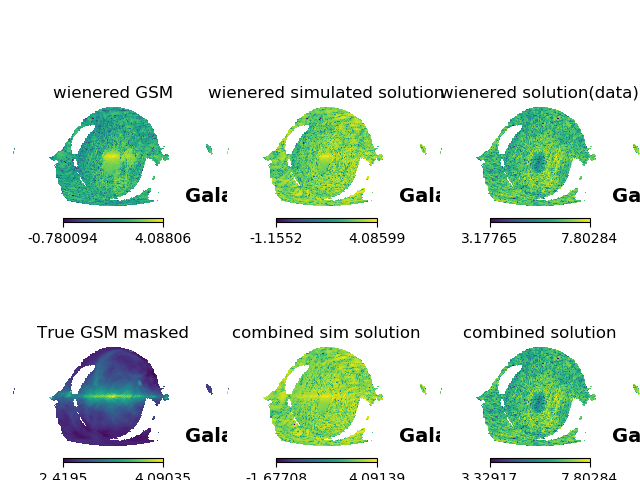 wienered GSM
wienered simulated solution
wienered solution(data)
Gala
Gala
Ga
-0.780094 4.08806
-1.1552 4.08599
3.17765 7.80284
True GSM masked
combined sim solution
combined solution
Gala
Gala
Ga
2.4195 4.09035
-1.67708 4.09139
3.32917 7.80284